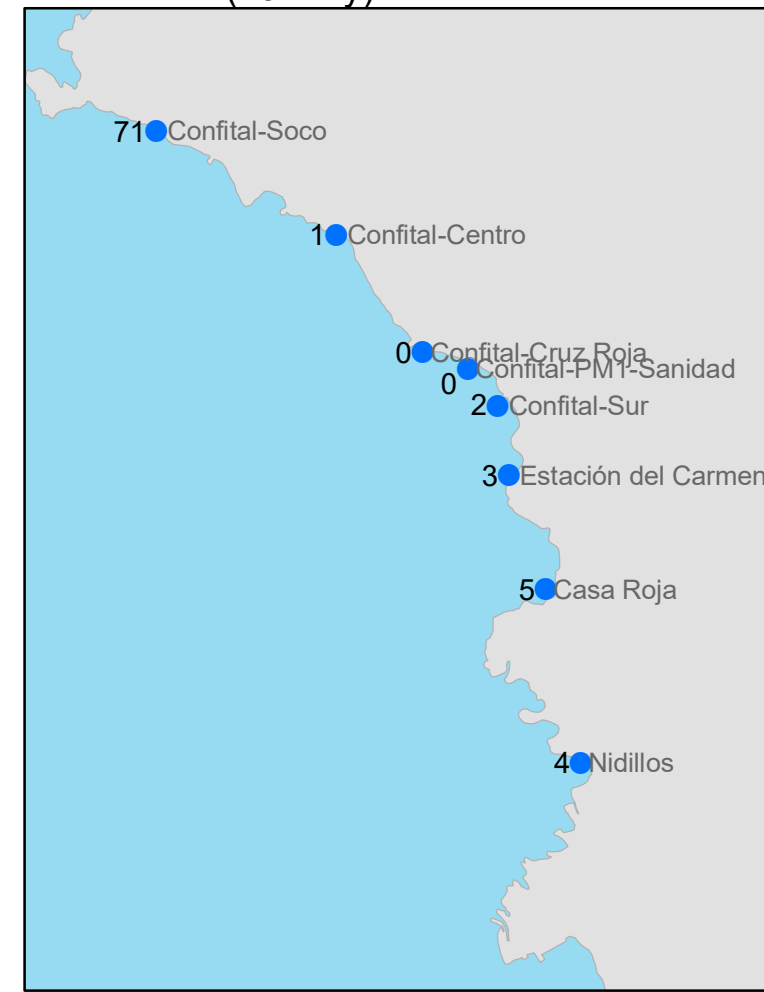 71 Confital-Soco
1 Confital-Centro
0 Confital-Cruz Roja
0 Confital-PM1-Sanidad
2 Confital-Sur
3 Estación del Carmen
5 Casa Roja
4 Nidillos